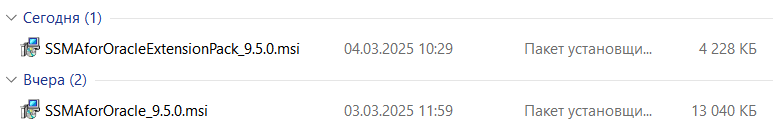 Сегодня (1)
SSMAforOracleExtensionPack_9.5.0.msi 04.03.2025 10:29 Пакет установщи... 4 228 КБ
Вчера (2)
SSMAforOracle_9.5.0.msi 03.03.2025 11:59 Пакет установщи... 13 040 КБ